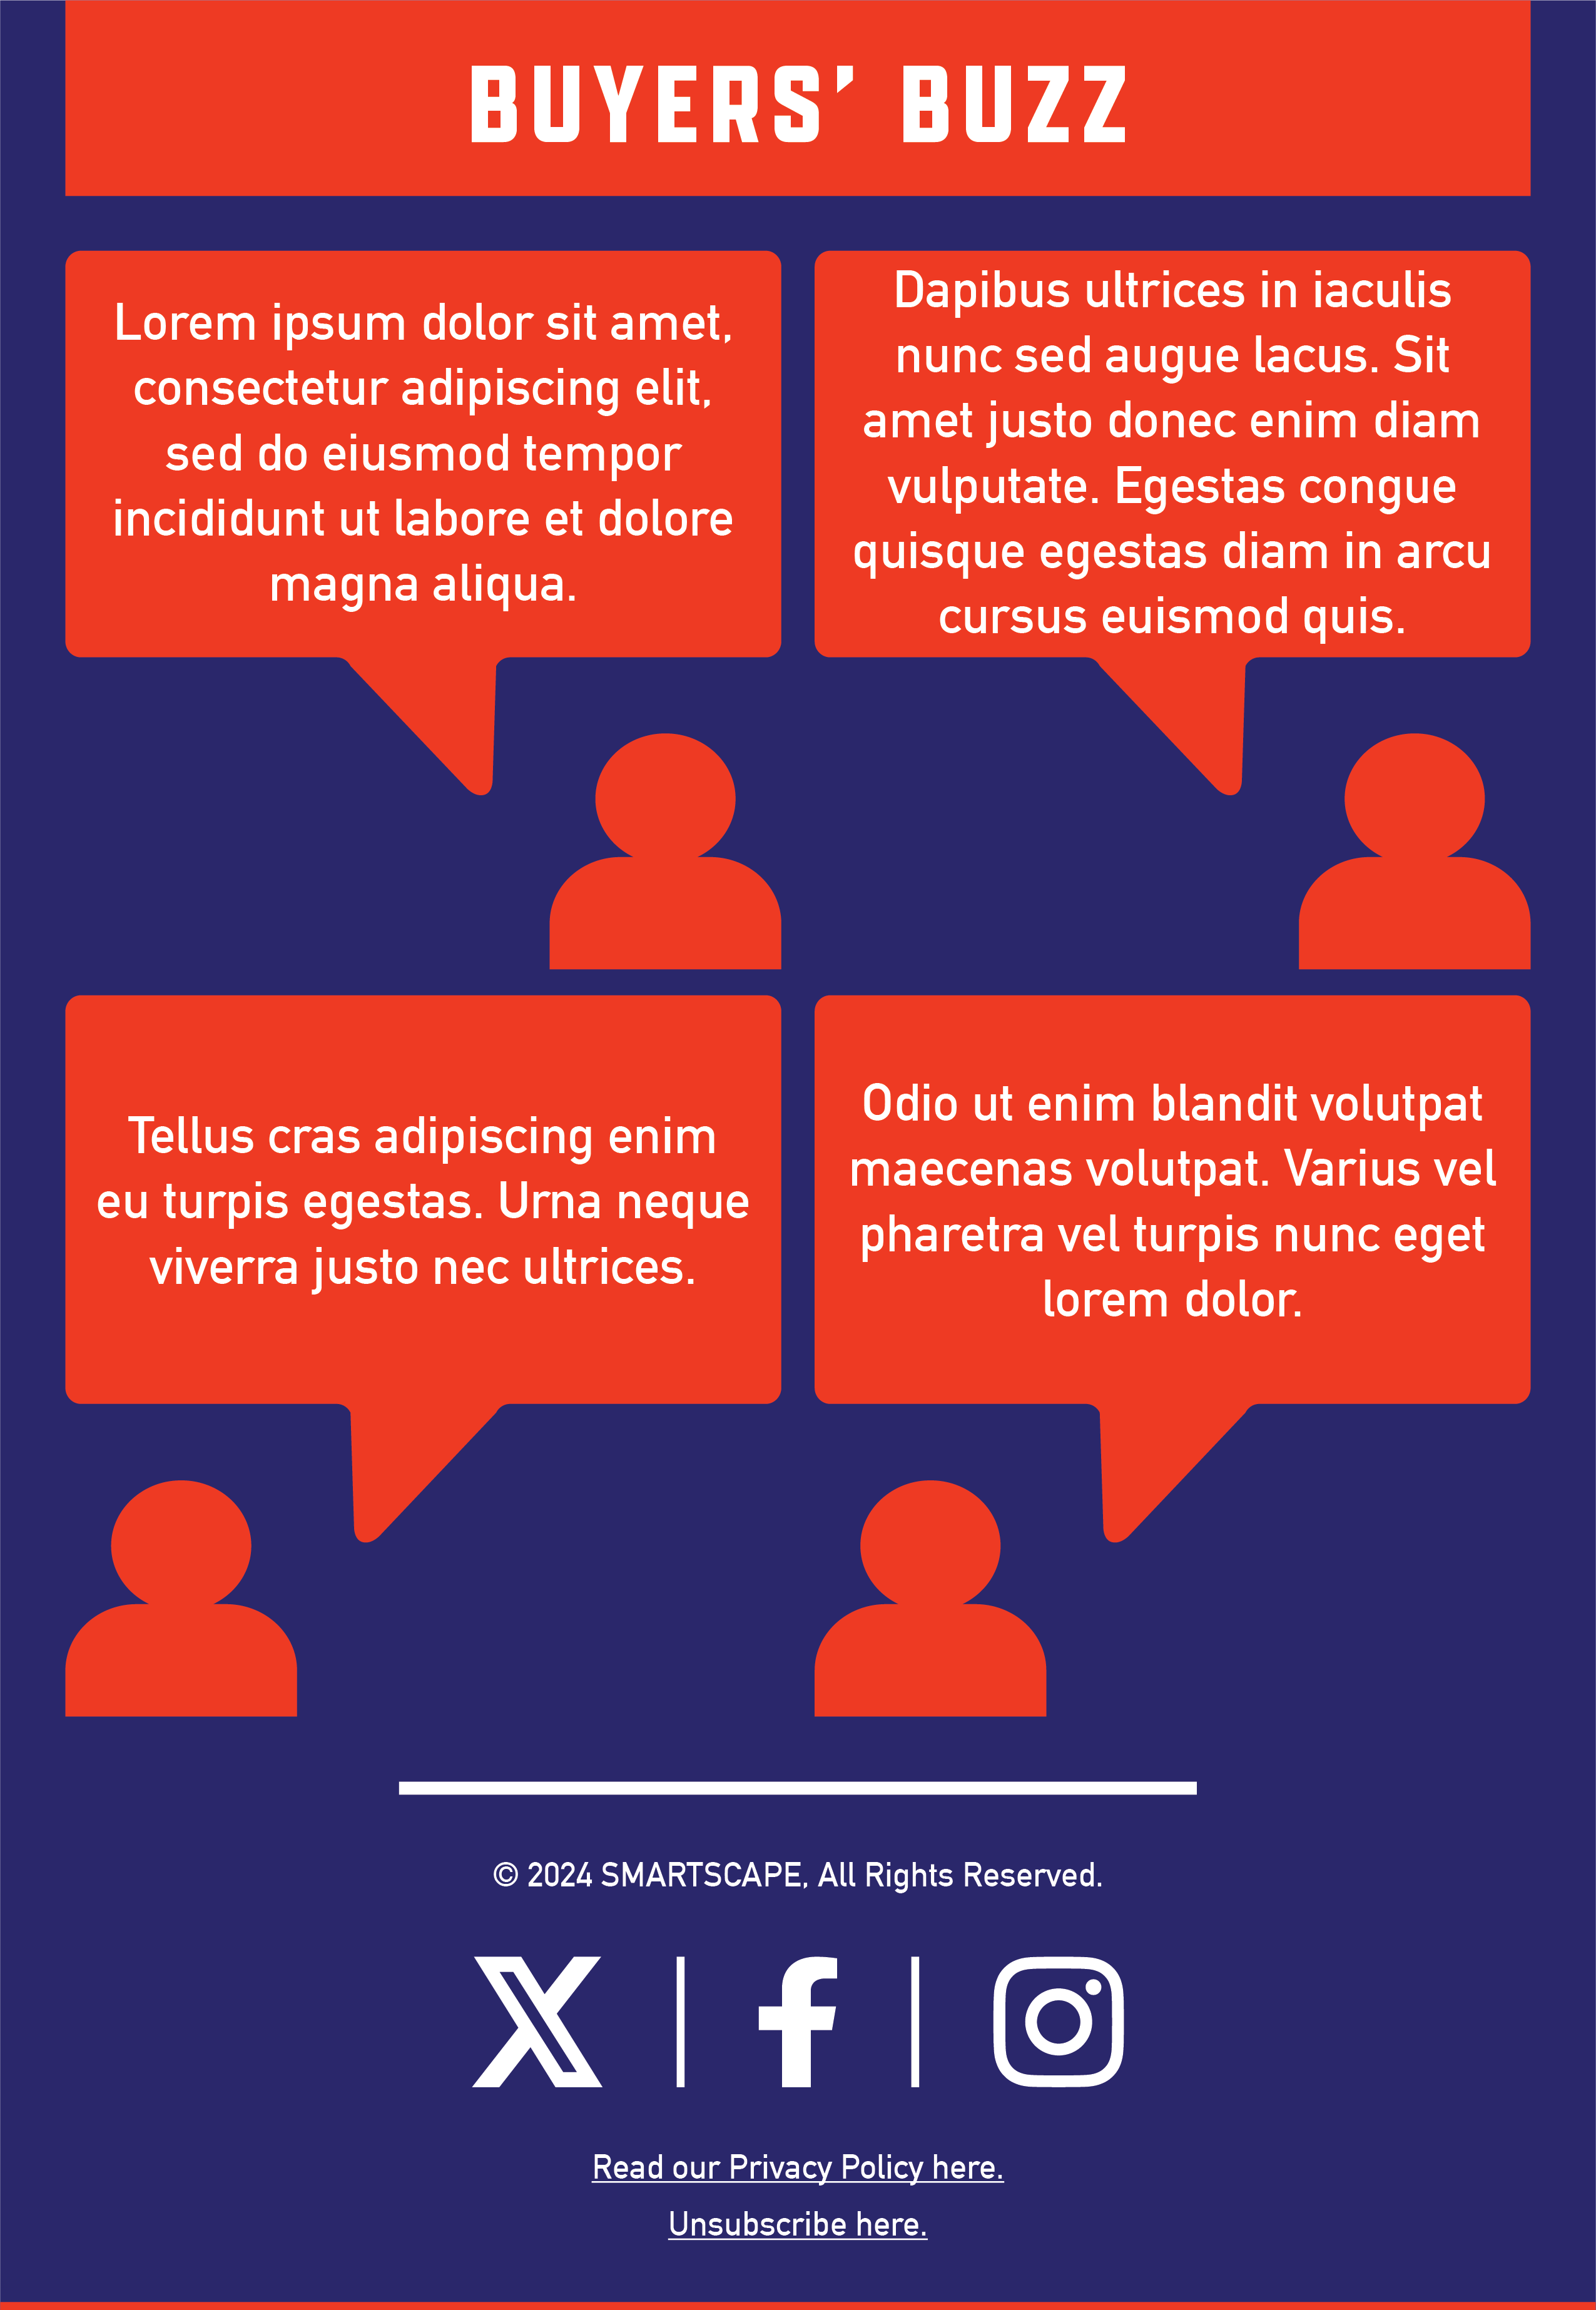 BUYERS’ BUZZ
Lorem ipsum dolor sit amet,
consectetur adipiscing elit,
sed do eiusmod tempor
incididunt ut labore et dolore
magna aliqua.
Dapibus ultrices in iaculis
nunc sed augue lacus. Sit
amet justo donec enim diam
vulputate. Egestas congue
quisque egestas diam in arcu
cursus euismod quis.
Tellus cras adipiscing enim
eu turpis egestas. Urna neque
viverra justo nec ultrices.
Odio ut enim blandit volutpat
maecenas volutpat. Varius vel
pharetra vel turpis nunc eget
lorem dolor.
© 2024 SMARTSCAPE, All Rights Reserved.
Read our Privacy Policy here.
Unsubscribe here.